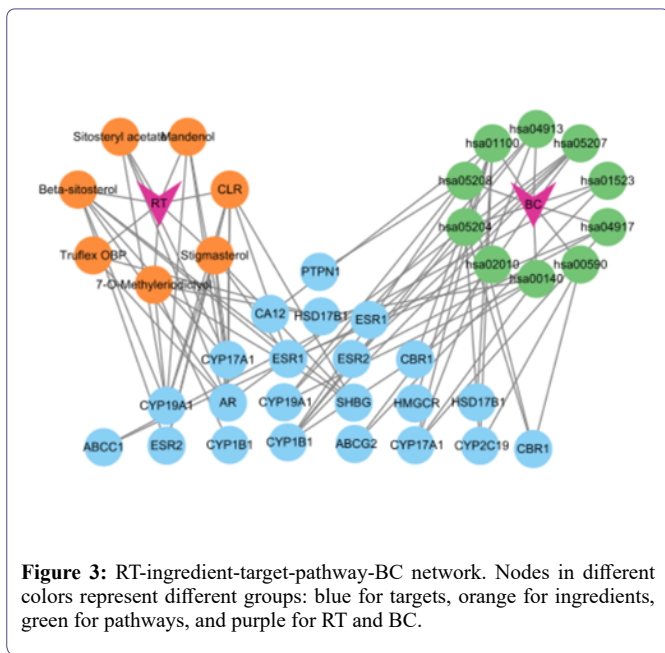 Sitosteryl acetate
Mandenol
Beta-sitosterol
RT
CLR
Truflex OBP
Stigmasterol
7-O-Methyleriodictyol
hsa04913
hsa01100
hsa05207
hsa05208
hsa01523
BC
hsa05204
hsa04917
hsa02010
hsa00590
hsa00140
PTPN1
CA12
HSD17B1
ESR1
CYP17A1
ESR1
ESR2
CBR1
CYP19A1
AR
CYP19A1
SHBG
HMGCR
HSD17B1
ABCC1
ESR2
CYP1B1
CYP1B1
ABCG2
CYP17A1
CYP2C19
CBR1
Figure 3: RT-ingredient-target-pathway-BC network. Nodes in different
colors represent different groups: blue for targets, orange for ingredients,
green for pathways, and purple for RT and BC.